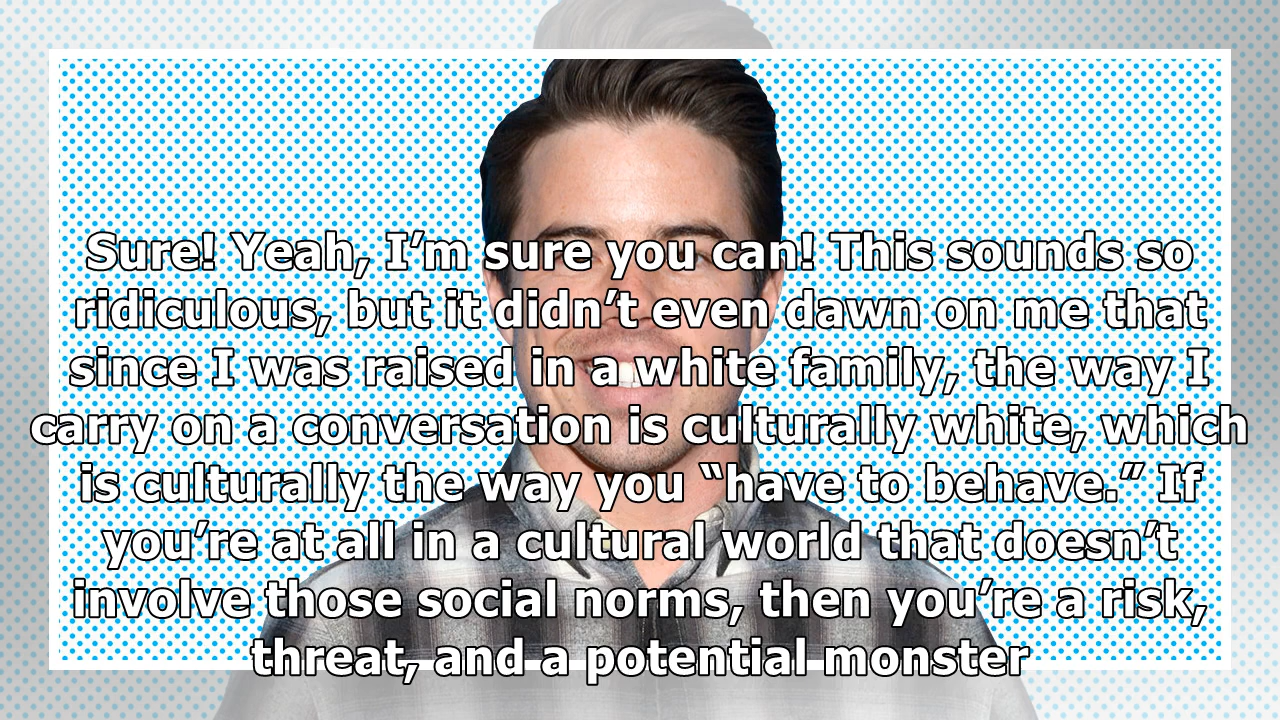 Sure! Yeah, I’m sure you can! This sounds so
ridiculous, but it didn’t even dawn on me that
since I was raised in a white family, the way I
carry on a conversation is culturally white, which
is culturally the way you “have to behave.” If
you’re at all in a cultural world that doesn’t
involve those social norms, then you’re a risk,
threat, and a potential monster